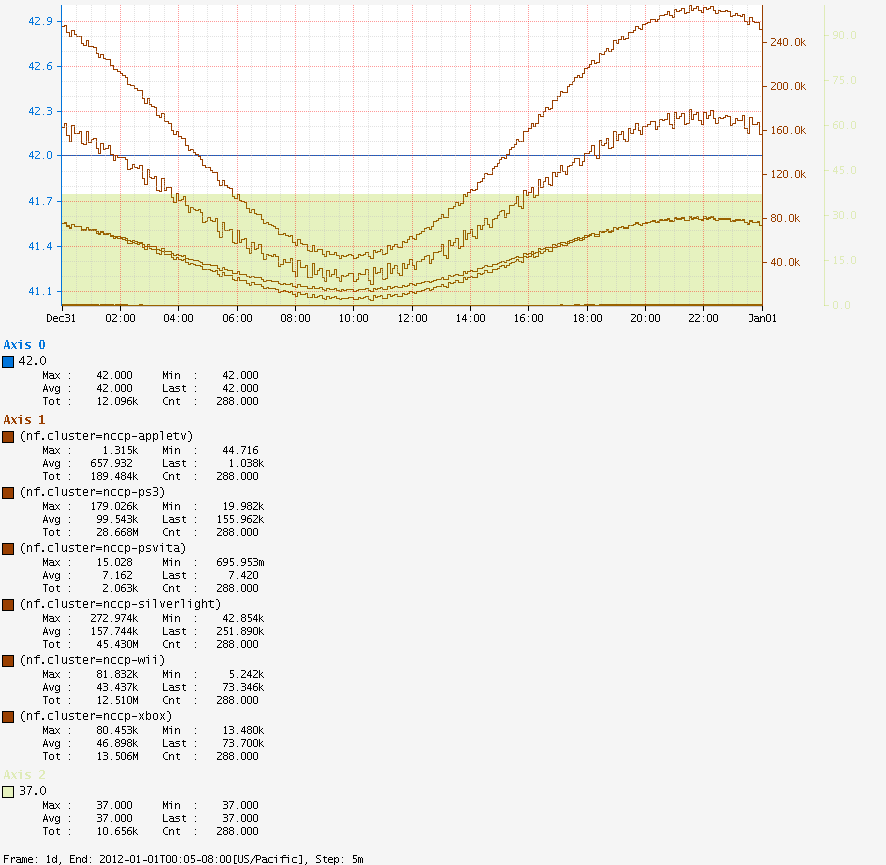 42.9
42.6
42.3
42.0
41.7
41.4
41.1
240.0k
200.0k
160.0k
120.0k
80.0k
40.0k
90.0
75.0
60.0
45.0
30.0
15.0
0.0
Dec31 02:00 04:00 06:00 08:00 10:00 12:00 14:00 16:00 18:00 20:00 22:00 Jan01
Axis 0
42.0
Max : 42.000 Min : 42.000
Avg : 42.000 Last : 42.000
Tot : 12.096k Cnt : 288.000
Axis 1
(nf.cluster=nccp-appletv)
Max : 1.315k Min : 44.716
Avg : 657.932 Last : 1.038k
Tot : 189.484k Cnt : 288.000
(nf.cluster=nccp-ps3)
Max : 179.026k Min : 19.982k
Avg : 99.543k Last : 155.962k
Tot : 28.668M Cnt : 288.000
(nf.cluster=nccp-psvita)
Max : 15.028 Min : 695.953m
Avg : 7.162 Last : 7.420
Tot : 2.063k Cnt : 288.000
(nf.cluster=nccp-silverlight)
Max : 272.974k Min : 42.854k
Avg : 157.744k Last : 251.890k
Tot : 45.430M Cnt : 288.000
(nf.cluster=nccp-wii)
Max : 81.832k Min : 5.242k
Avg : 43.437k Last : 73.346k
Tot : 12.510M Cnt : 288.000
(nf.cluster=nccp-xbox)
Max : 80.453k Min : 13.480k
Avg : 46.898k Last : 73.700k
Tot : 13.506M Cnt : 288.000
Axis 2
37.0
Max : 37.000 Min : 37.000
Avg : 37.000 Last : 37.000
Tot : 10.656k Cnt : 288.000
Frame: 1d, End: 2012-01-01T00:05-08:00[US/Pacific], Step: 5m